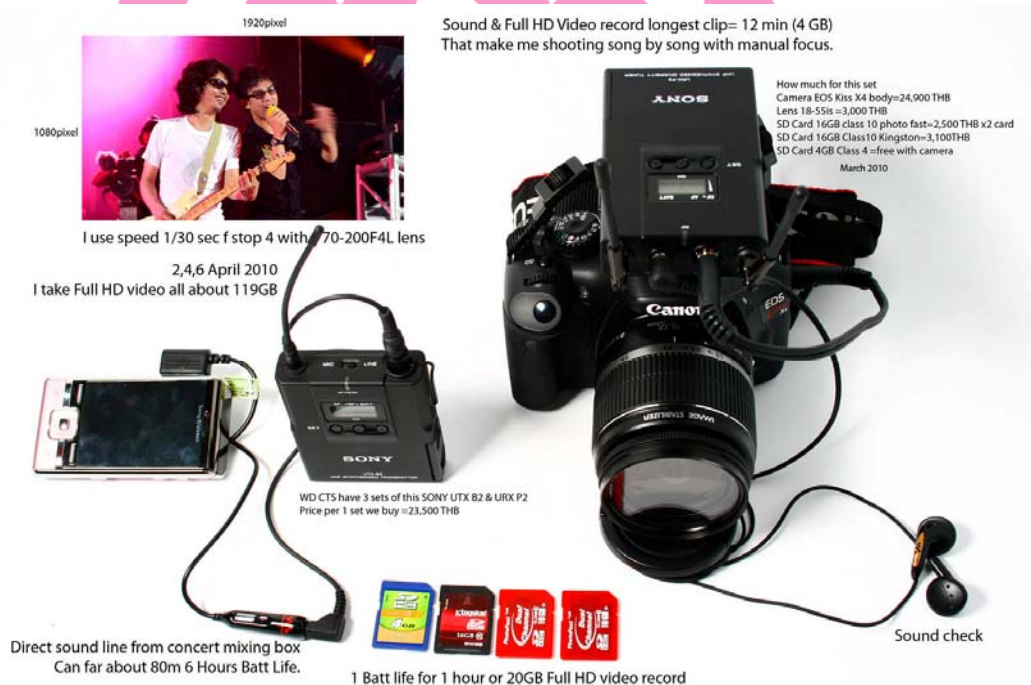 1920pixel
Sound & Full HD Video record longest clip= 12 min (4 GB)
That make me shooting song by song with manual focus.
1080pixel
How much for this set
Camera EOS Kiss X4 body=24,900 THB
Lens 18-55is =3,000 THB
SD Card 16GB class 10 photo fast=2,500 THB x2 card
SD Card 16GB Class10 Kingston=3,100THB
SD Card 4GB Class 4 =free with camera
March 2010
SONY
I use speed 1/30 sec f stop 4 with 70-200F4L lens
2,4,6 April 2010
I take Full HD video all about 119GB
EOS
Canon
IMAGE STABILIZER
MIC
LINE
SET
SONY
WD CTS have 3 sets of this SONY UTX B2 & URX P2
Price per 1 set we buy =23,500 THB
Kingston
16GB
Dual
Dual
Direct sound line from concert mixing box
Can far about 80m 6 Hours Batt Life.
Sound check
1 Batt life for 1 hour or 20GB Full HD video record